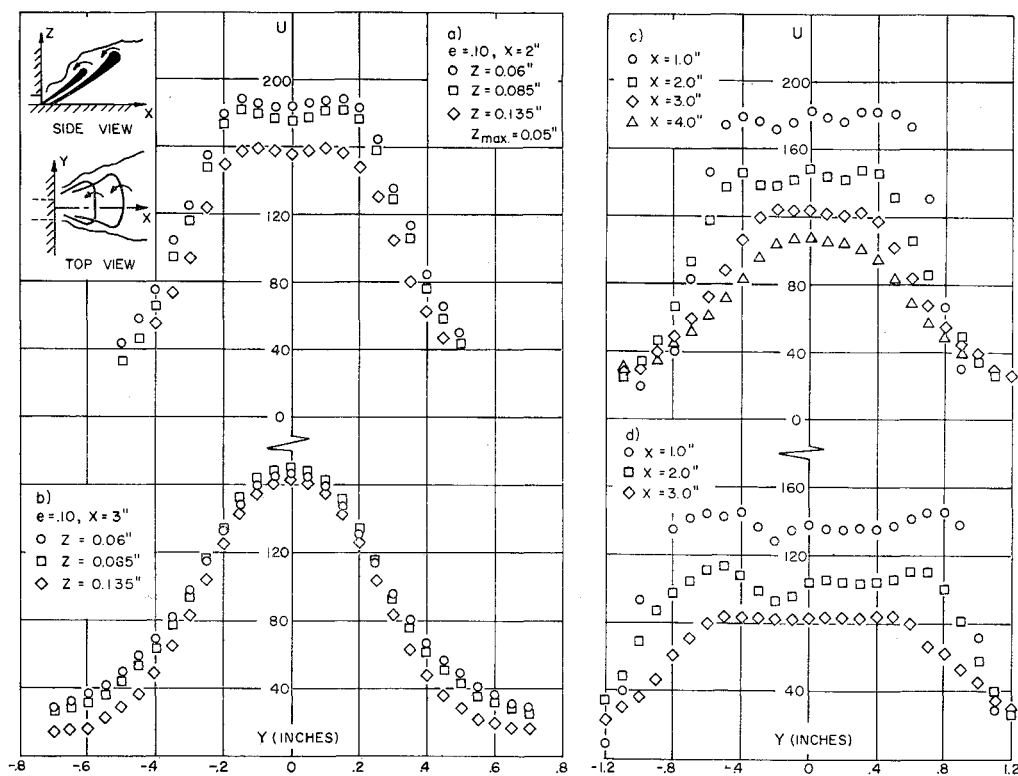 Z
X
SIDE VIEW
Y
X
TOP VIEW
U
200
160
120
80
40
0
a)
e=.10, X=2"
Z=0.06"
Z=0.085"
Z=0.135"
Zmax.=0.05"
b)
e=.10, X=3"
Z = 0.06"
Z = 0.085"
Z = 0.135"
120
80
40
Y (INCHES)
-.8 -.6 -.4 -.2 0 .2 .4 .6 .8
c)
X = 1.0"
X = 2.0"
X = 3.0"
X = 4.0"
U
200
160
120
80
40
0
d)
X = 1.0"
X = 2.0"
X = 3.0"
160
120
80
40
Y (INCHES)
-1.2 -.8 -.4 0 .4 .8 1.2